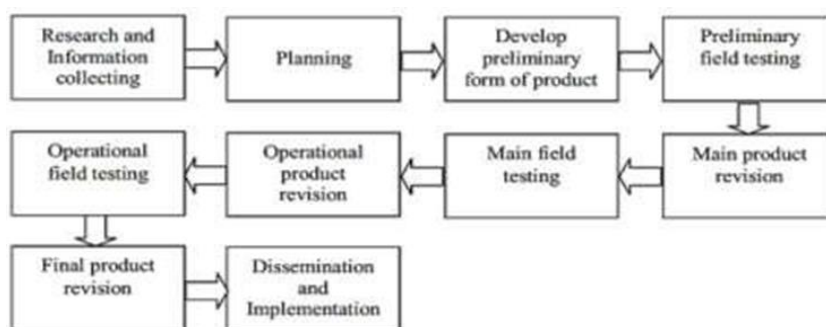 Research and
Information
collecting
Planning
Develop
preliminary
form of product
Preliminary
field testing
Main product
revision
Main field
testing
Operational
product
revision
Operational
field testing
Final product
revision
Dissemination
and
Implementation